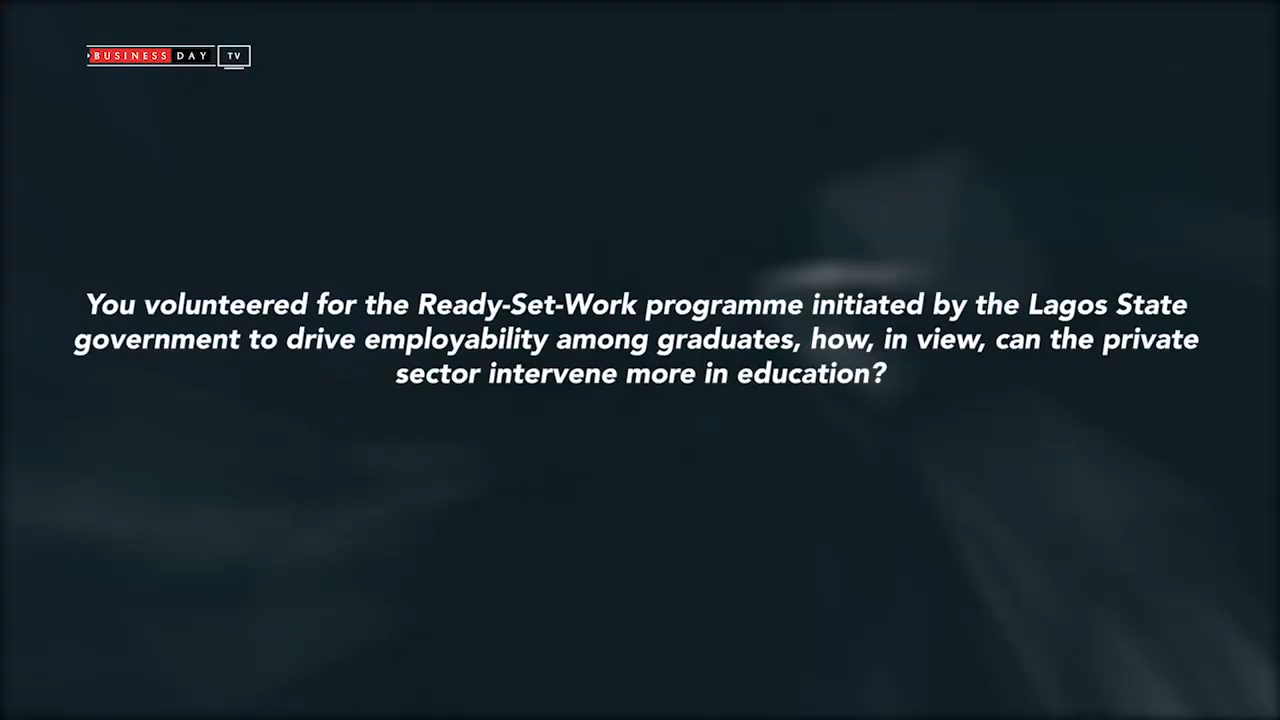 BUSINESS DAY TV
You volunteered for the Ready-Set-Work programme initiated by the Lagos State
government to drive employability among graduates, how, in view, can the private
sector intervene more in education?